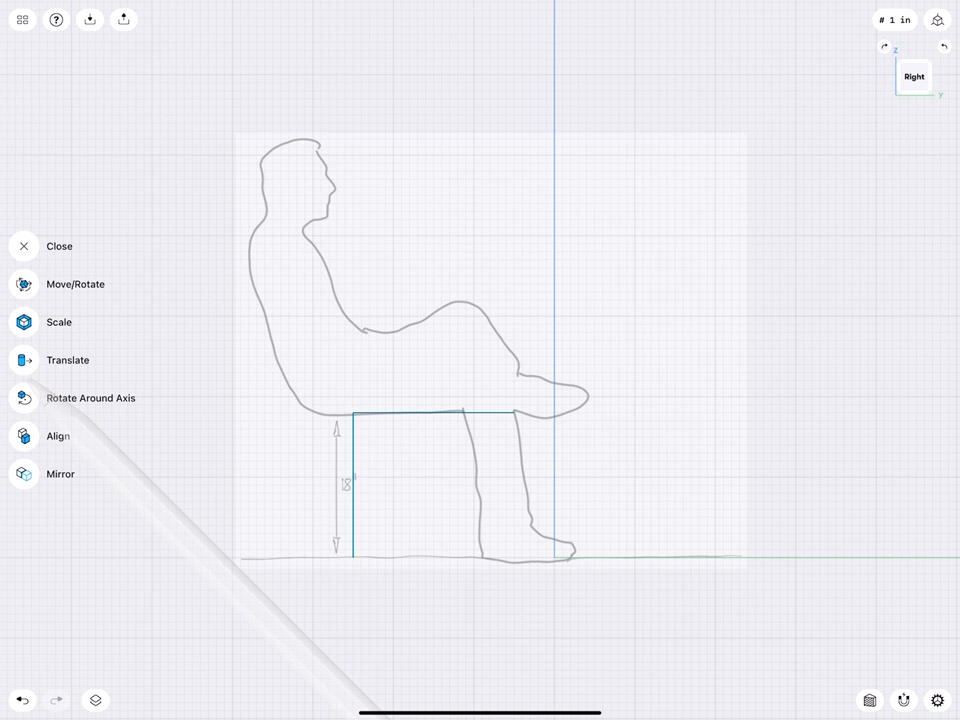 # 1 in
Z
Right
Y
Close
Move/Rotate
Scale
Translate
Rotate Around Axis
Align
Mirror
18"